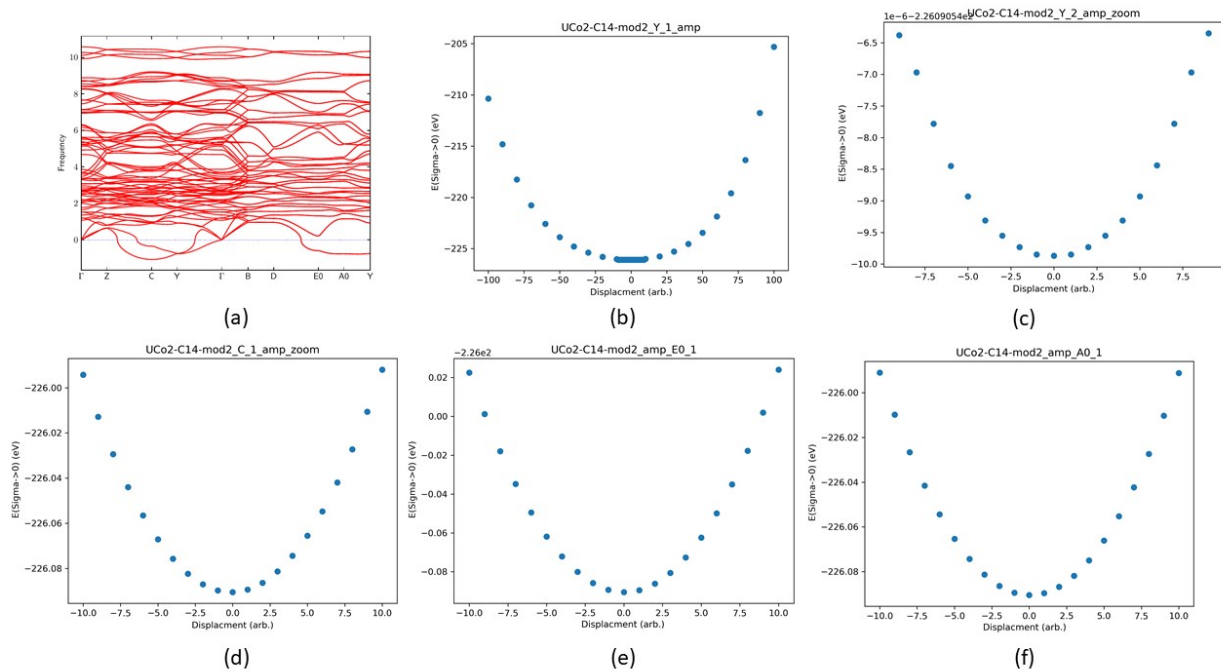 Frequency
10
8
6
4
2
0
Γ Z C Y Γ B D E0 A0 Y
(a)
UCo2-C14-mod2_Y_1_amp
E(Sigma->0) (eV)
−205
−210
−215
−220
−225
−100 −75 −50 −25 0 25 50 75 100
Displacment (arb.)
(b)
1e−6−2.2609054e2
UCo2-C14-mod2_Y_2_amp_zoom
E(Sigma->0) (eV)
−6.5
−7.0
−7.5
−8.0
−8.5
−9.0
−9.5
−10.0
−7.5 −5.0 −2.5 0.0 2.5 5.0 7.5
Displacment (arb.)
(c)
UCo2-C14-mod2_C_1_amp_zoom
E(Sigma->0) (eV)
−226.00
−226.02
−226.04
−226.06
−226.08
−10.0 −7.5 −5.0 −2.5 0.0 2.5 5.0 7.5 10.0
Displacment (arb.)
(d)
−2.26e2
UCo2-C14-mod2_amp_E0_1
E(Sigma->0) (eV)
0.02
0.00
−0.02
−0.04
−0.06
−0.08
−10.0 −7.5 −5.0 −2.5 0.0 2.5 5.0 7.5 10.0
Displacment (arb.)
(e)
UCo2-C14-mod2_amp_A0_1
E(Sigma->0) (eV)
−226.00
−226.02
−226.04
−226.06
−226.08
−10.0 −7.5 −5.0 −2.5 0.0 2.5 5.0 7.5 10.0
Displacment (arb.)
(f)